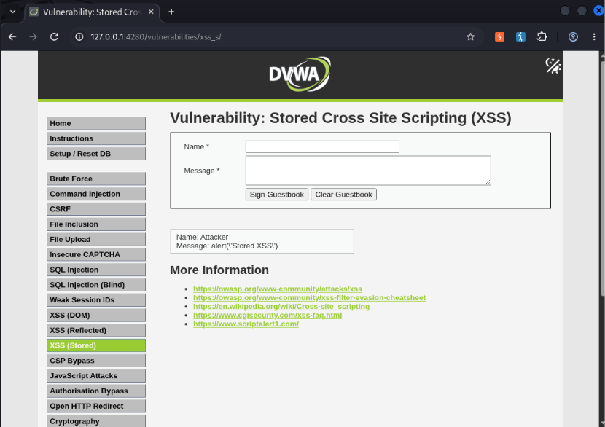 Vulnerability: Stored Cros
127.0.0.1:4280/vulnerabilities/xss_s/
DVWA
Vulnerability: Stored Cross Site Scripting (XSS)
Home
Instructions
Setup / Reset DB
Brute Force
Command Injection
CSRF
File Inclusion
File Upload
Insecure CAPTCHA
SQL Injection
SQL Injection (Blind)
Weak Session IDs
XSS (DOM)
XSS (Reflected)
XSS (Stored)
CSP Bypass
JavaScript Attacks
Authorisation Bypass
Open HTTP Redirect
Cryptography
Name *
Message *
Sign Guestbook Clear Guestbook
Name: Attacker
Message: alert("Stored XSS")
More Information
https://owasp.org/www-community/attacks/xss
https://owasp.org/www-community/xss-filter-evasion-cheatsheet
https://en.wikipedia.org/wiki/Cross-site_scripting
https://www.cgisecurity.com/xss-faq.html
https://www.scriptalert1.com/